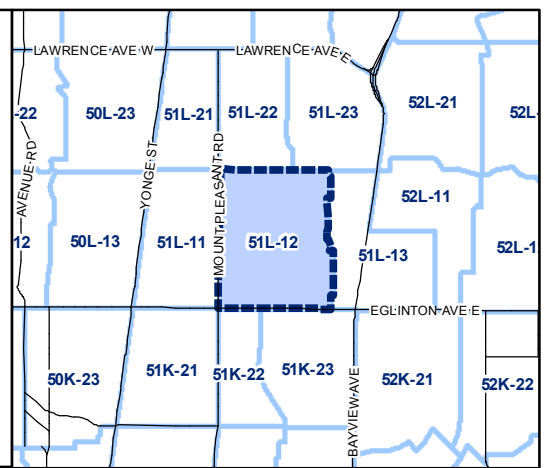 LAWRENCE AVE W
LAWRENCE AVE E
-22
50L-23
51L-21
51L-22
51L-23
52L-21
52L-
AVENUE RD
YONGE ST
MOUNT PLEASANT RD
52L-11
12
50L-13
51L-11
51L-12
51L-13
52L-1
EGLINTON AVE E
50K-23
51K-21
51K-22
51K-23
52K-21
52K-22
BAYVIEW AVE